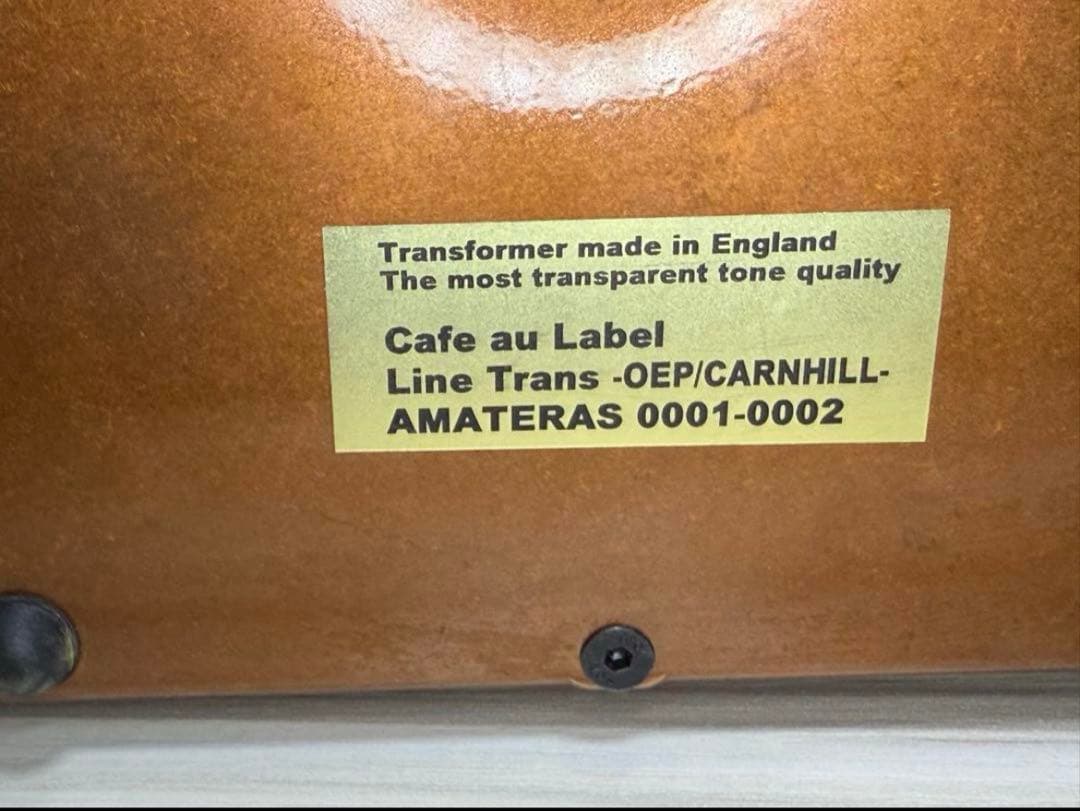 Transformer made in England
The most transparent tone quality
Cafe au Label
Line Trans -OEP/CARNHILL-
AMATERAS 0001-0002